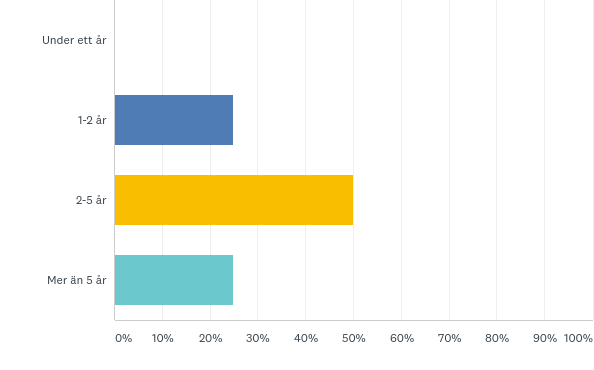 Under ett år
1-2 år
2-5 år
Mer än 5 år
0% 10% 20% 30% 40% 50% 60% 70% 80% 90% 100%